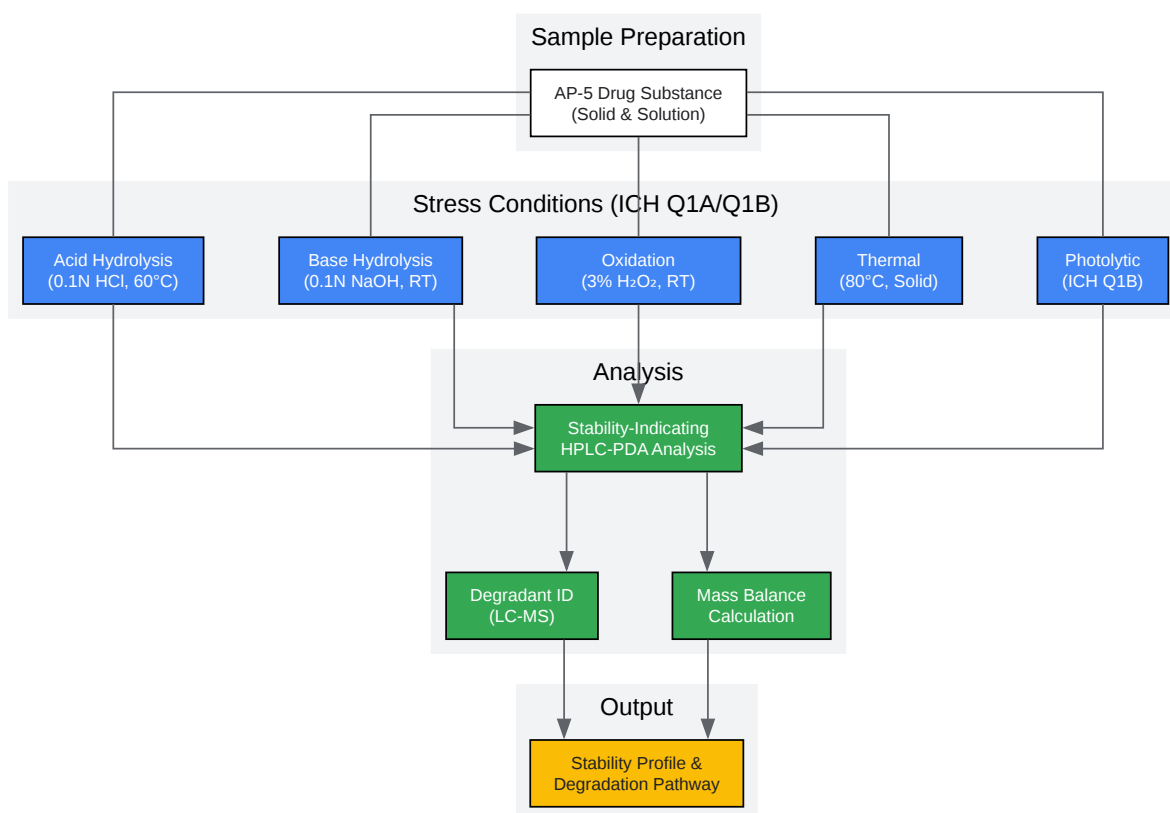 Sample Preparation
AP-5 Drug Substance
(Solid & Solution)
Stress Conditions (ICH Q1A/Q1B)
Acid Hydrolysis
(0.1N HCl, 60°C)
Base Hydrolysis
(0.1N NaOH, RT)
Oxidation
(3% H₂O₂, RT)
Thermal
(80°C, Solid)
Photolytic
(ICH Q1B)
Analysis
Stability-Indicating
HPLC-PDA Analysis
Degradant ID
(LC-MS)
Mass Balance
Calculation
Output
Stability Profile &
Degradation Pathway